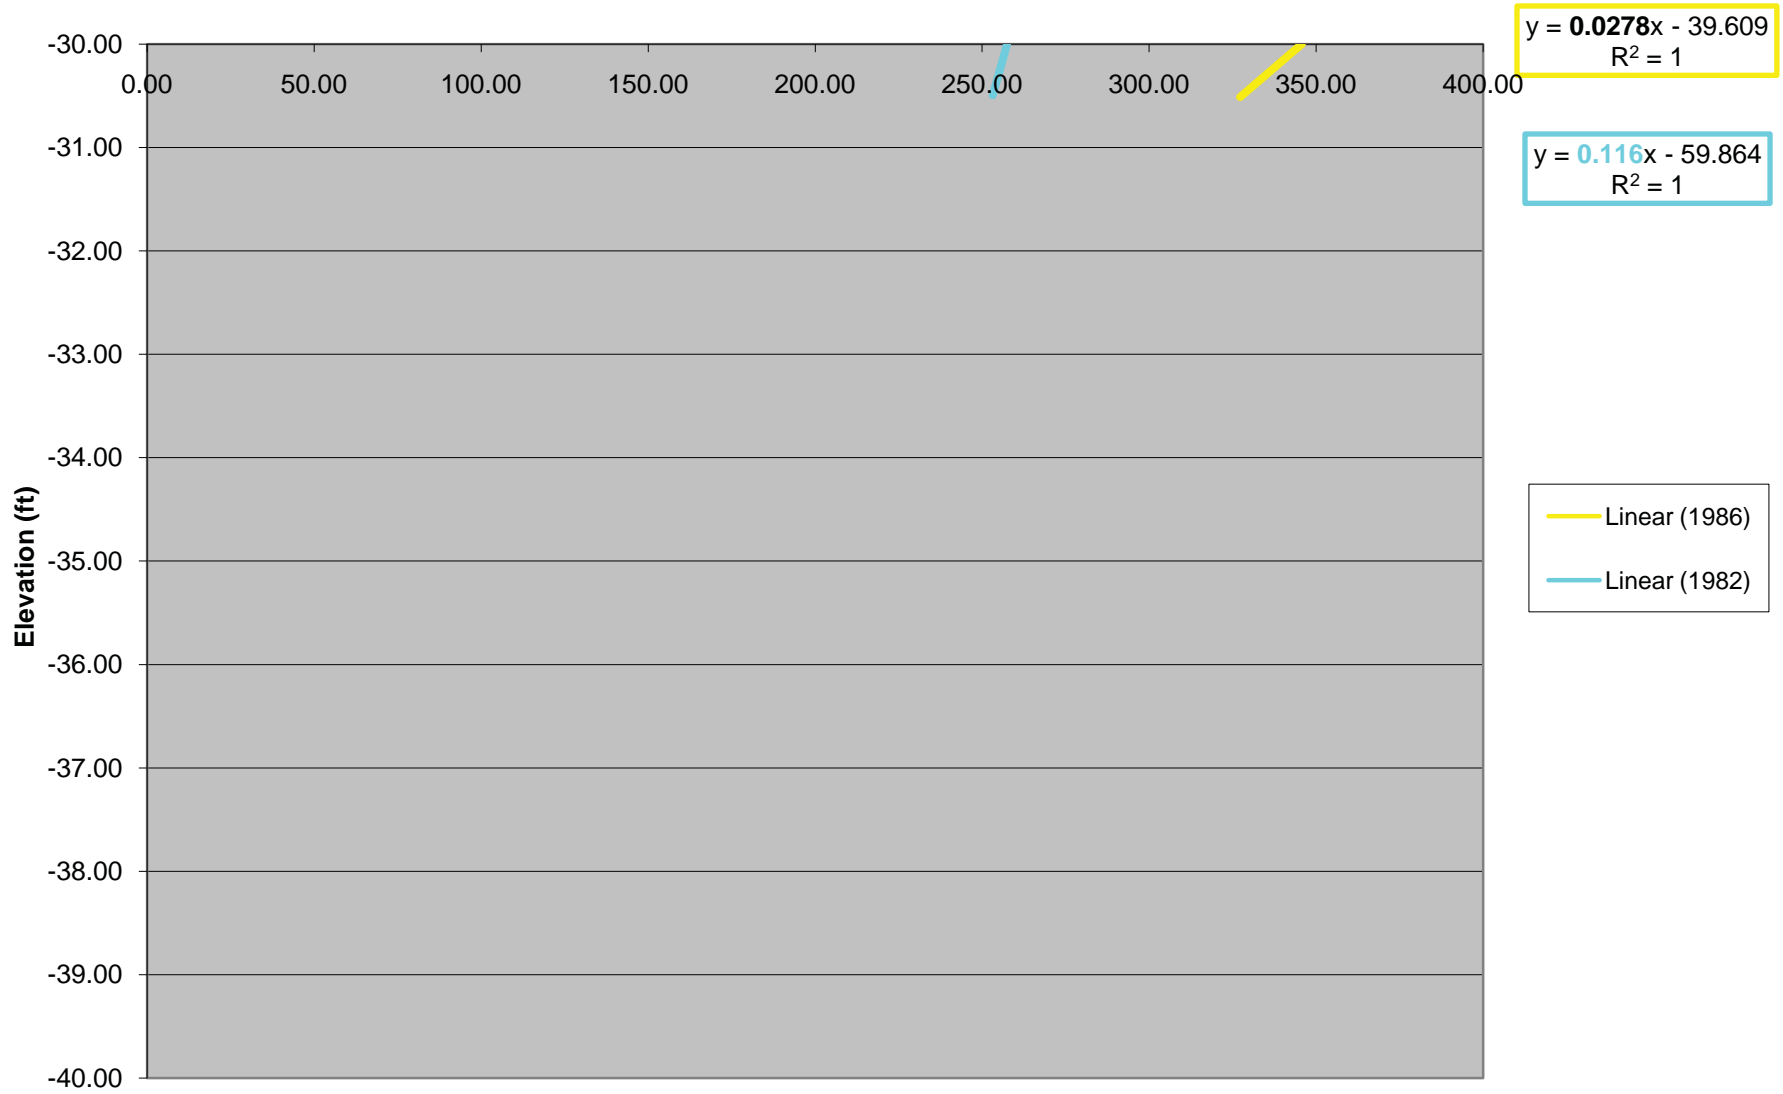 y = 0.0278x - 39.609
R² = 1
-30.00
0.00 50.00 100.00 150.00 200.00 250.00 300.00 350.00 400.00
y = 0.116x - 59.864
R² = 1
-31.00
-32.00
-33.00
-34.00
-35.00
-36.00
-37.00
-38.00
-39.00
-40.00
Elevation (ft)
Linear (1986)
Linear (1982)